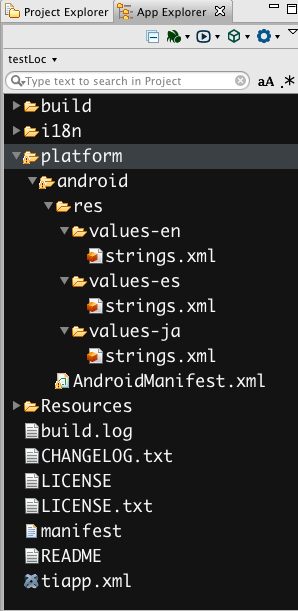 Project Explorer App Explorer
testLoc
Type text to search in Project aA .*
build
i18n
platform
android
res
values-en
strings.xml
values-es
strings.xml
values-ja
strings.xml
AndroidManifest.xml
Resources
build.log
CHANGELOG.txt
LICENSE
LICENSE.txt
manifest
README
tiapp.xml